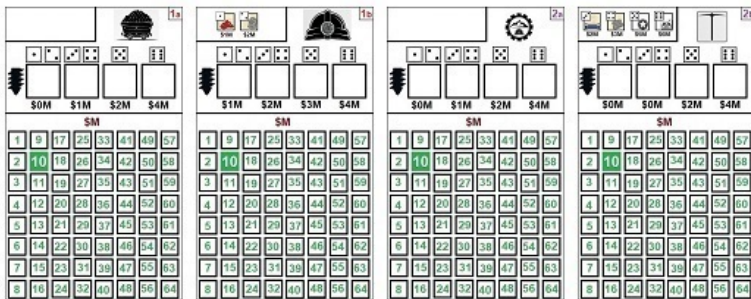 1a
$0M $1M $2M $4M
$M
1 9 17 25 33 41 49 57
2 10 18 26 34 42 50 58
3 11 19 27 35 43 51 59
4 12 20 28 36 44 52 60
5 13 21 29 37 45 53 61
6 14 22 30 38 46 54 62
7 15 23 31 39 47 55 63
8 16 24 32 40 48 56 64
1b
$2M
$1M $2M $3M $4M
$M
1 9 17 25 33 41 49 57
2 10 18 26 34 42 50 58
3 11 19 27 35 43 51 59
4 12 20 28 36 44 52 60
5 13 21 29 37 45 53 61
6 14 22 30 38 46 54 62
7 15 23 31 39 47 55 63
8 16 24 32 40 48 56 64
2a
$0M $1M $2M $4M
$M
1 9 17 25 33 41 49 57
2 10 18 26 34 42 50 58
3 11 19 27 35 43 51 59
4 12 20 28 36 44 52 60
5 13 21 29 37 45 53 61
6 14 22 30 38 46 54 62
7 15 23 31 39 47 55 63
8 16 24 32 40 48 56 64
$0M $0M $2M $4M
$M
1 9 17 25 33 41 49 57
2 10 18 26 34 42 50 58
3 11 19 27 35 43 51 59
4 12 20 28 36 44 52 60
5 13 21 29 37 45 53 61
6 14 22 30 38 46 54 62
7 15 23 31 39 47 55 63
8 16 24 32 40 48 56 64